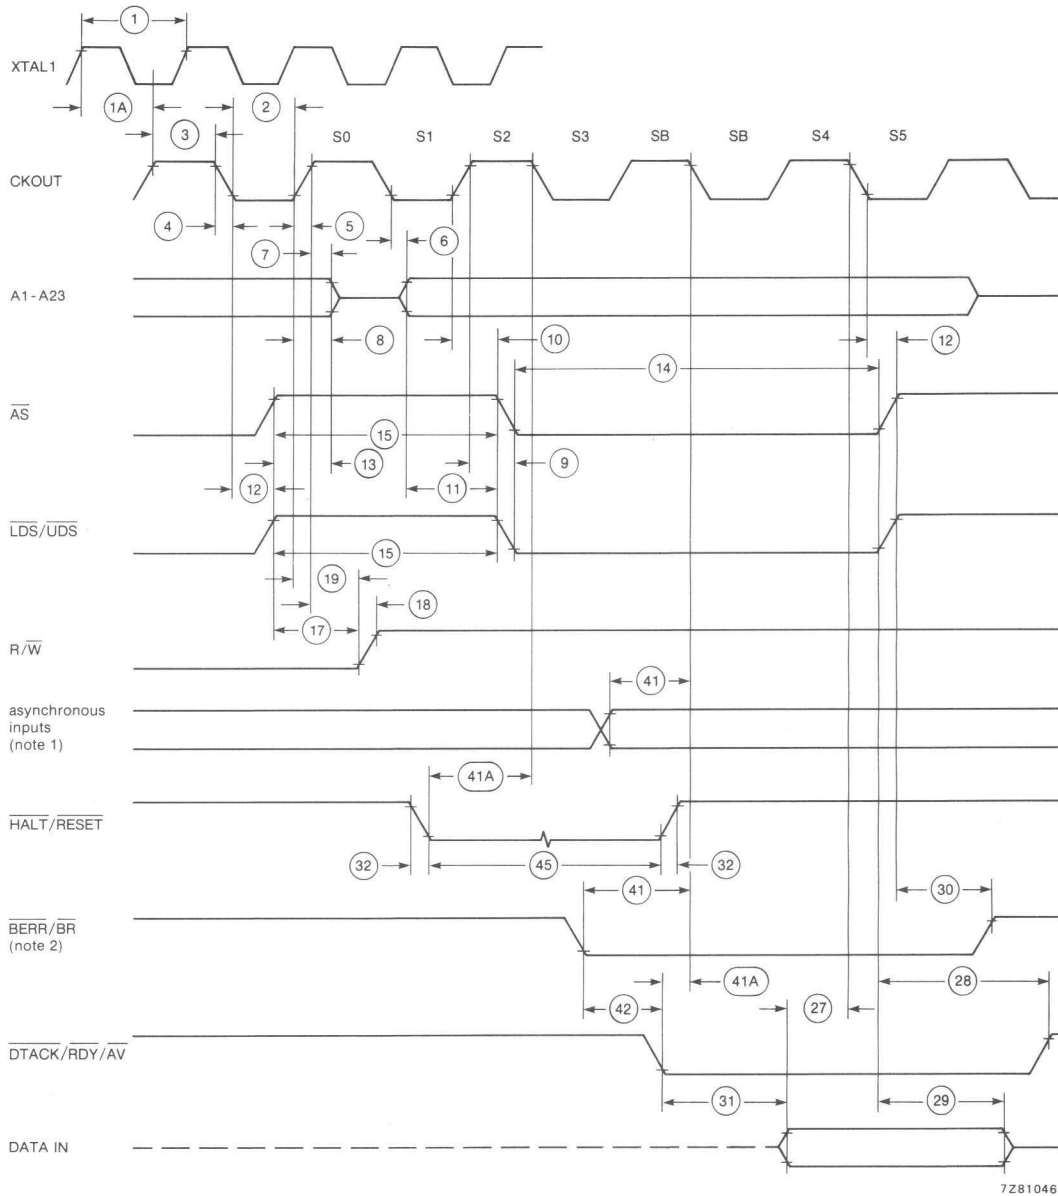 1
XTAL1
1A
2
3
S0 S1 S2 S3 SB SB S4 S5
CKOUT
4 5
7 6
A1-A23
8 10 12
14
AS
15
13 9
12 11
LDS/UDS
15
19
18
17
R/W
41
asynchronous
inputs
(note 1)
41A
HALT/RESET
32 45 32
41 30
BERR/BR
(note 2)
41A 28
42 27
DTACK/RDY/AV
31 29
DATA IN
7Z81046